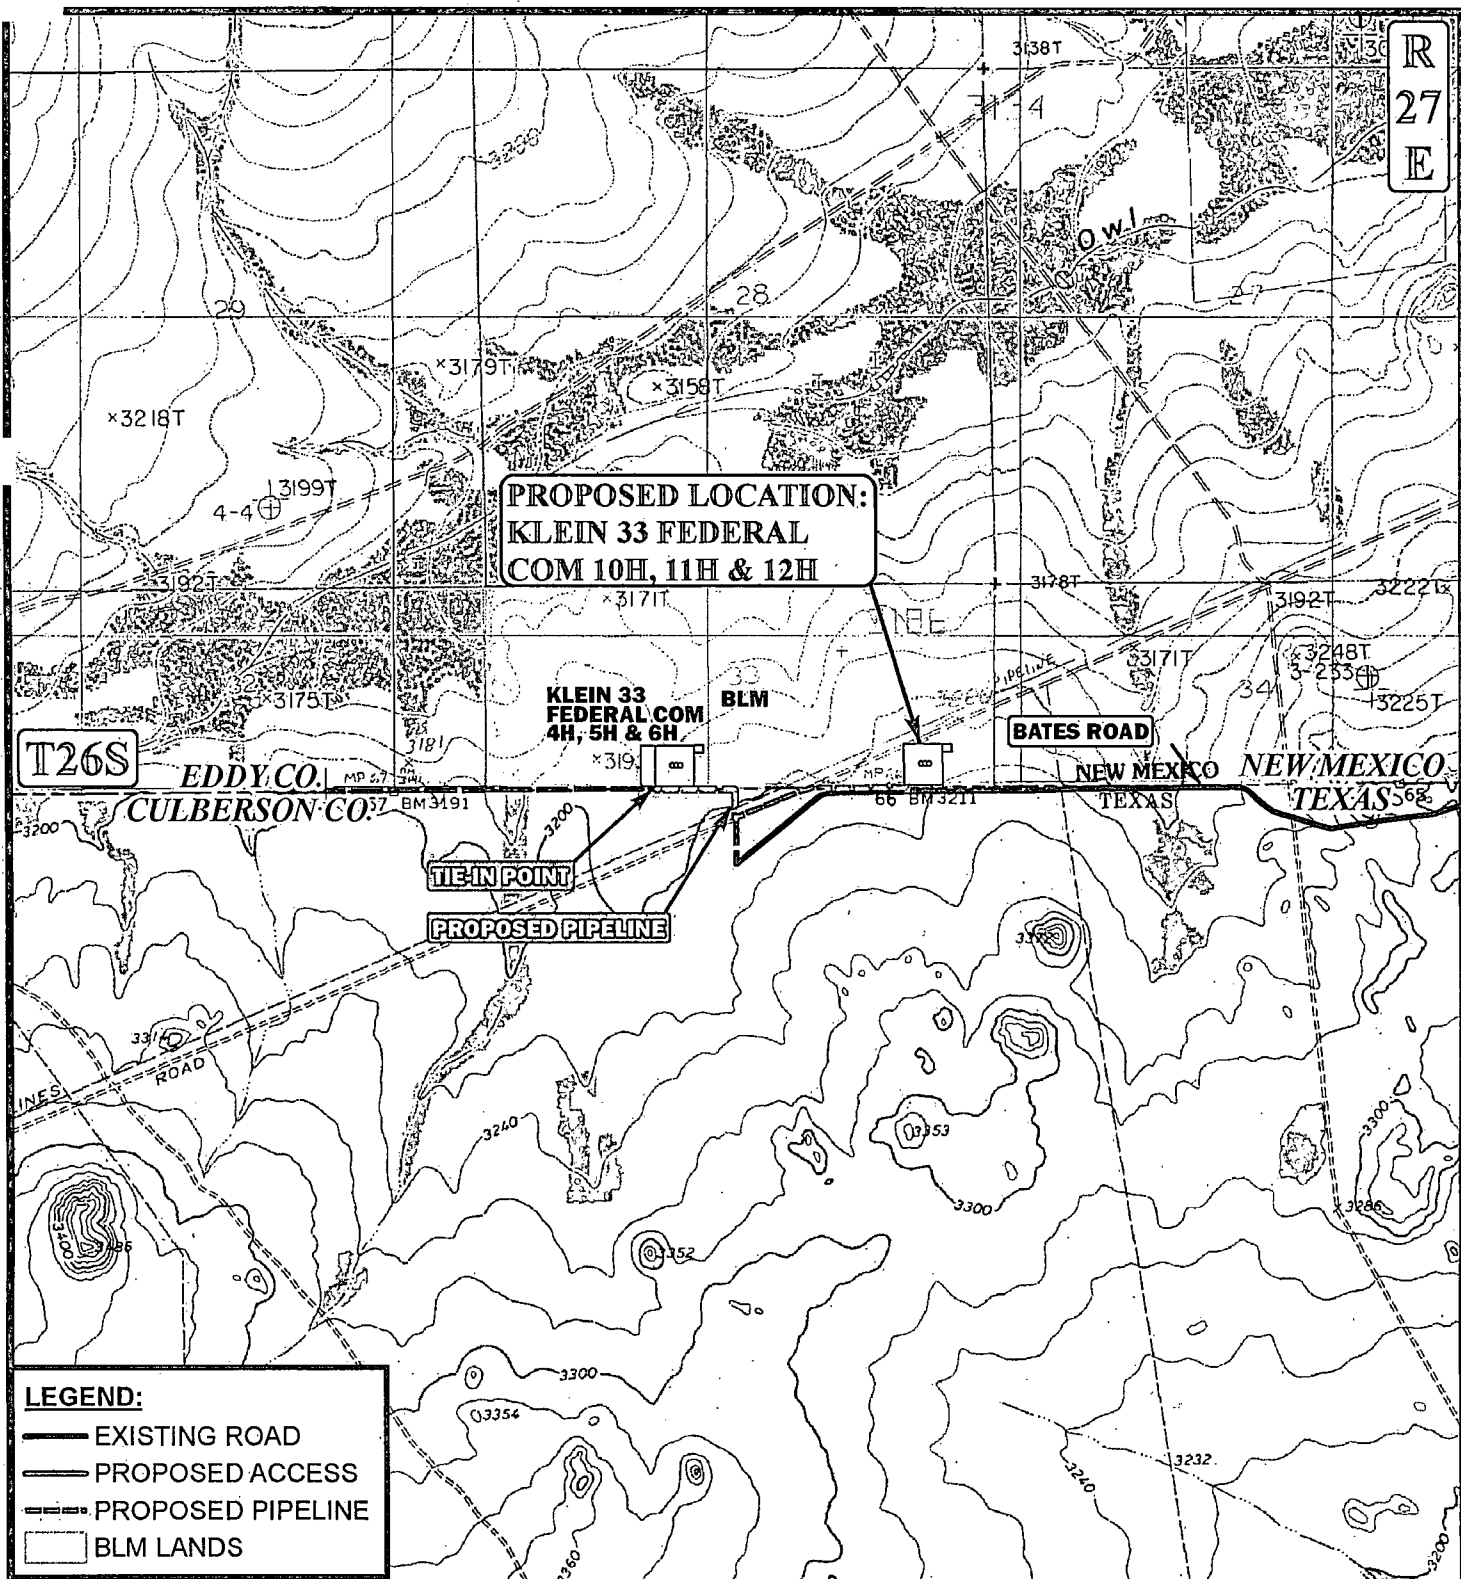 R
27
E
3138T
3200
Owl
29
28
27
×3179T
×3158T
×3218T
3199T
4-4
PROPOSED LOCATION:
KLEIN 33 FEDERAL
COM 10H, 11H & 12H
3192T
×3171T
3178T
3192T
3222T
3171T
×3248T
3-233
3225T
34
33
3175T
PIPELINE
KLEIN 33
FEDERAL COM
4H, 5H & 6H
BLM
BATES ROAD
T26S
3181
EDDY CO.
CULBERSON CO.
BM 3191
66 BM 3211
NEW MEXICO
TEXAS
NEW MEXICO
TEXAS
3200
3200
TIE-IN POINT
PROPOSED PIPELINE
3314
ROAD
LINES
3240
3353
3300
3300
3286
3400
3352
3300
3354
3232
3240
3360
3200
LEGEND:
EXISTING ROAD
PROPOSED ACCESS
PROPOSED PIPELINE
BLM LANDS